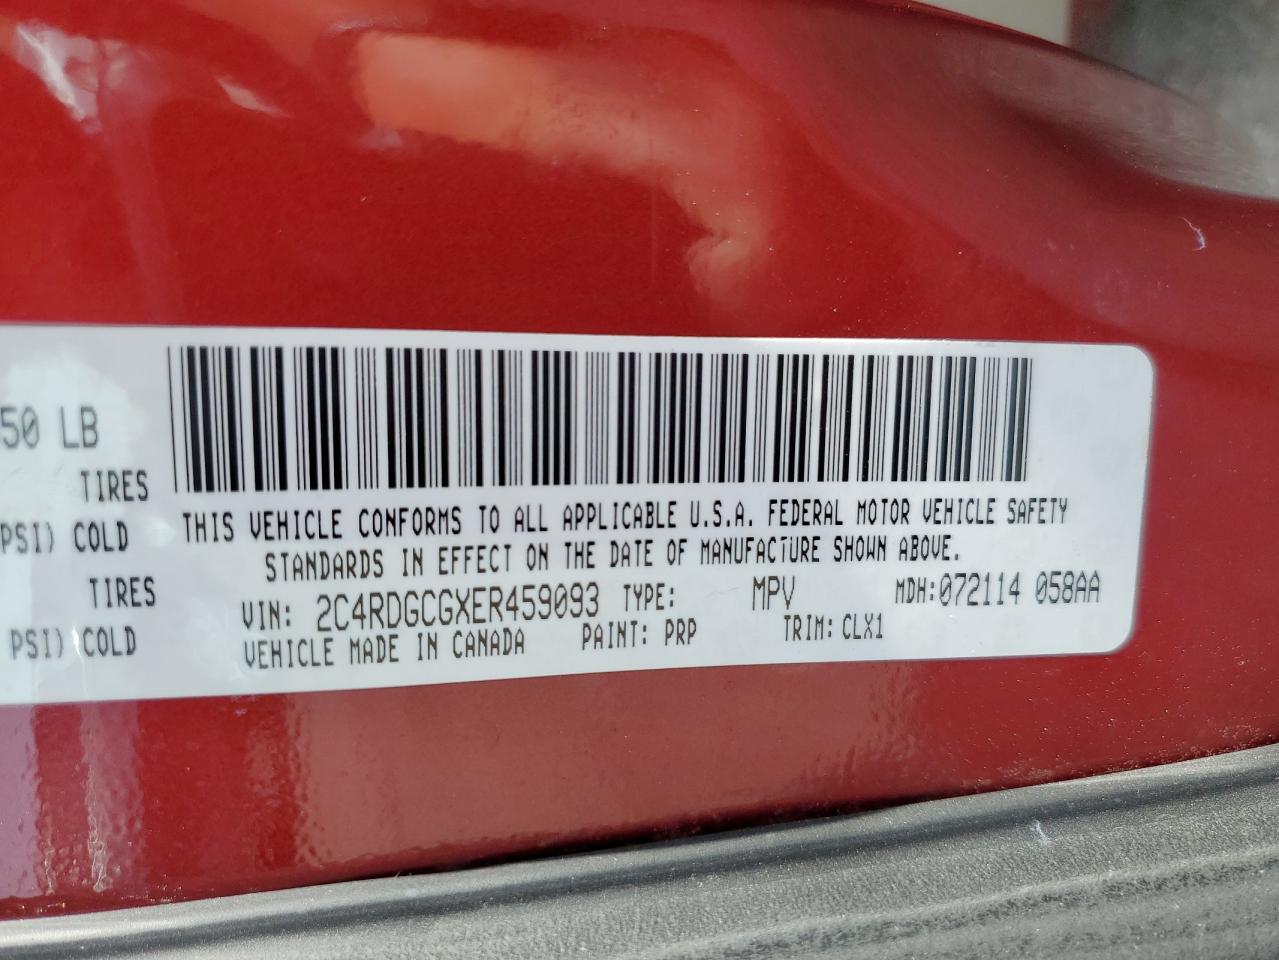 50 LB
TIRES
PSI) COLD
TIRES
PSI) COLD
THIS VEHICLE CONFORMS TO ALL APPLICABLE U.S.A. FEDERAL MOTOR VEHICLE SAFETY
STANDARDS IN EFFECT ON THE DATE OF MANUFACTURE SHOWN ABOVE.
VIN: 2C4RDGCGXER459093 TYPE: MPV MDH:072114 058AA
VEHICLE MADE IN CANADA PAINT: PRP TRIM: CLX1